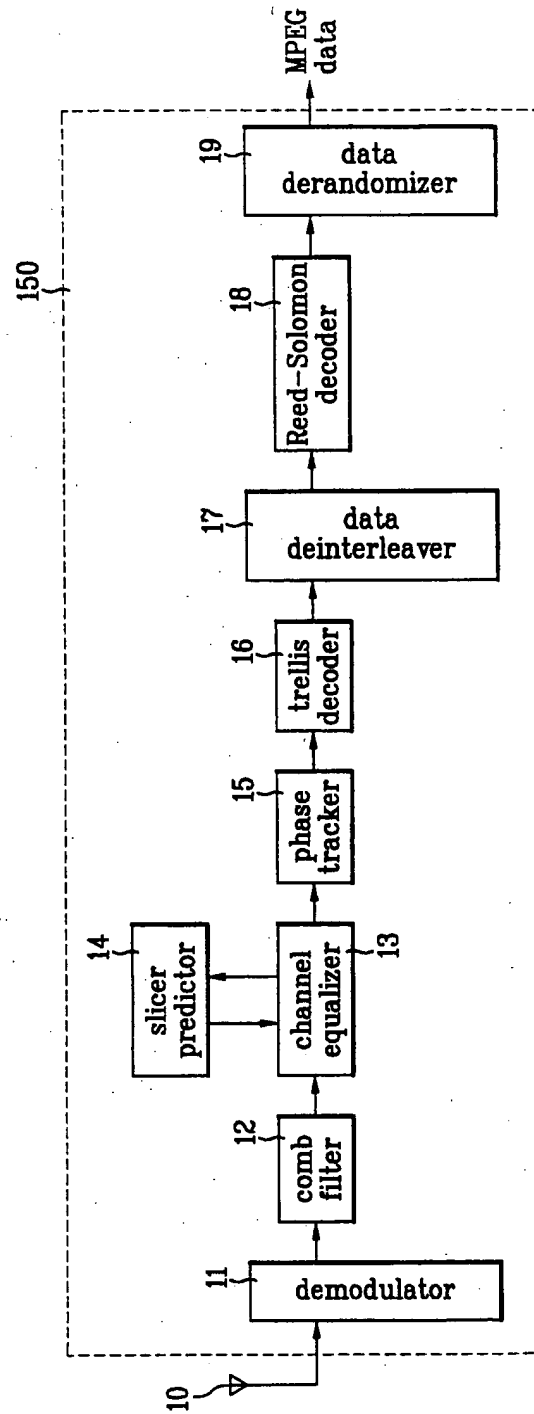 150
10
11
demodulator
12
comb
filter
13
channel
equalizer
14
slicer
predictor
15
phase
tracker
16
trellis
decoder
17
data
deinterleaver
18
Reed-Solomon
decoder
19
data
derandomizer
MPEG
data